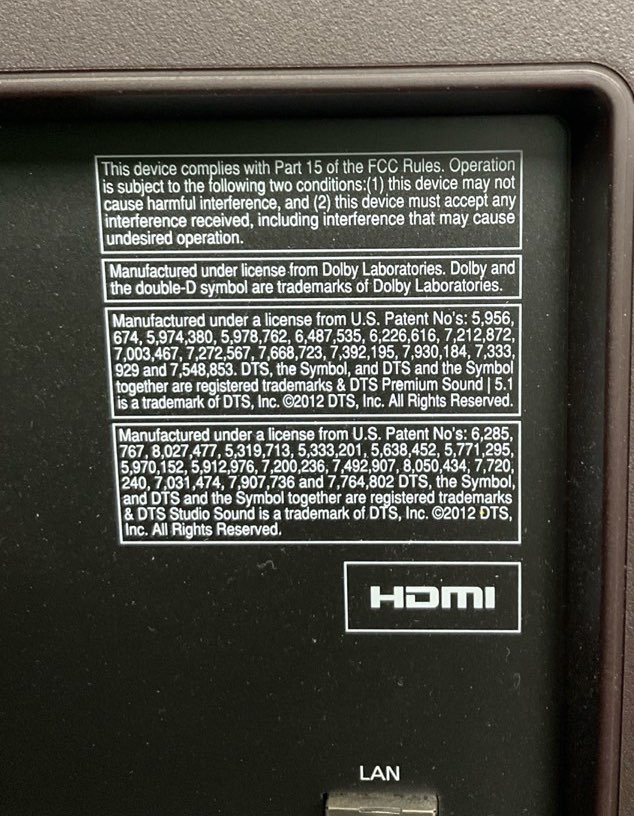 This device complies with Part 15 of the FCC Rules. Operation
is subject to the following two conditions:(1) this device may not
cause harmful interference, and (2) this device must accept any
interference received, including interference that may cause
undesired operation.
Manufactured under license from Dolby Laboratories. Dolby and
the double-D symbol are trademarks of Dolby Laboratories.
Manufactured under a license from U.S. Patent No's: 5,956,
674, 5,974,380, 5,978,762, 6,487,535, 6,226,616, 7,212,872,
7,003,467, 7,272,567, 7,668,723, 7,392,195, 7,930,184, 7,333,
929 and 7,548,853. DTS, the Symbol, and DTS and the Symbol
together are registered trademarks & DTS Premium Sound | 5.1
is a trademark of DTS, Inc. ©2012 DTS, Inc. All Rights Reserved.
Manufactured under a license from U.S. Patent No's: 6,285,
767, 8,027,477, 5,319,713, 5,333,201, 5,638,452, 5,771,295,
5,970,152, 5,912,976, 7,200,236, 7,492,907, 8,050,434, 7,720,
240, 7,031,474, 7,907,736 and 7,764,802 DTS, the Symbol,
and DTS and the Symbol together are registered trademarks
& DTS Studio Sound is a trademark of DTS, Inc. ©2012 DTS,
Inc. All Rights Reserved.
HDMI
LAN